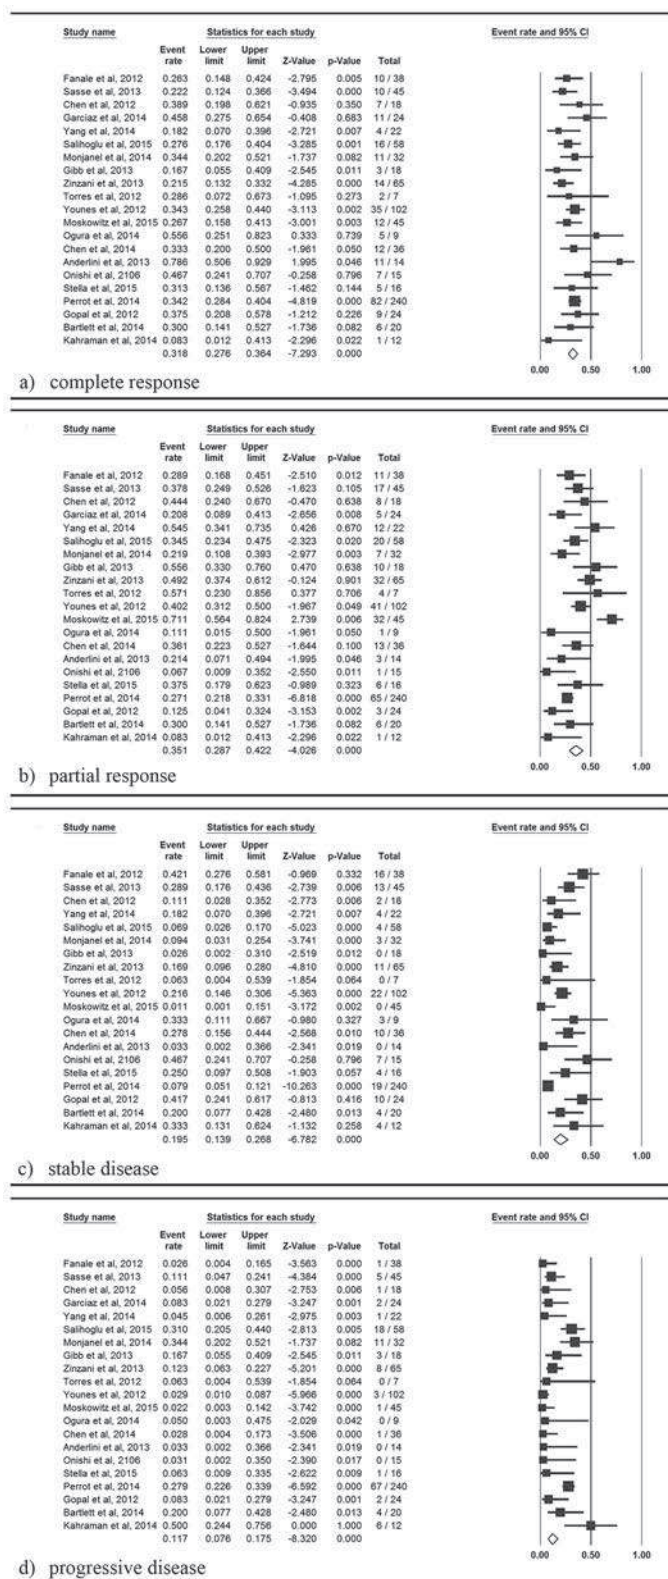 Study name Statistics for each study Event rate and 95% CI
Event rate Lower limit Upper limit Z-Value p-Value Total
Fanale et al, 2012 0.263 0.148 0.424 -2.795 0.005 10 / 38
Sasse et al, 2013 0.222 0.124 0.366 -3.494 0.000 10 / 45
Chen et al, 2012 0.389 0.198 0.621 -0.935 0.350 7 / 18
Garciaz et al, 2014 0.458 0.275 0.654 -0.408 0.683 11 / 24
Yang et al, 2014 0.182 0.070 0.396 -2.721 0.007 4 / 22
Salihoglu et al, 2015 0.276 0.176 0.404 -3.285 0.001 16 / 58
Monjanel et al, 2014 0.344 0.202 0.521 -1.737 0.082 11 / 32
Gibb et al, 2013 0.167 0.055 0.409 -2.545 0.011 3 / 18
Zinzani et al, 2013 0.215 0.132 0.332 -4.285 0.000 14 / 65
Torres et al, 2012 0.286 0.072 0.673 -1.095 0.273 2 / 7
Younes et al, 2012 0.343 0.258 0.440 -3.113 0.002 35 / 102
Moskowitz et al, 2015 0.267 0.158 0.413 -3.001 0.003 12 / 45
Ogura et al, 2014 0.556 0.251 0.823 0.333 0.739 5 / 9
Chen et al, 2014 0.333 0.200 0.500 -1.961 0.050 12 / 36
Anderlini et al, 2013 0.786 0.506 0.929 1.995 0.046 11 / 14
Onishi et al, 2106 0.467 0.241 0.707 -0.258 0.796 7 / 15
Stella et al, 2015 0.313 0.136 0.567 -1.462 0.144 5 / 16
Perrot et al, 2014 0.342 0.284 0.404 -4.819 0.000 82 / 240
Gopal et al, 2012 0.375 0.208 0.578 -1.212 0.226 9 / 24
Bartlett et al, 2014 0.300 0.141 0.527 -1.736 0.082 6 / 20
Kahraman et al, 2014 0.083 0.012 0.413 -2.296 0.022 1 / 12
0.318 0.276 0.364 -7.293 0.000
0.00 0.50 1.00
a) complete response
Study name Statistics for each study Event rate and 95% CI
Event rate Lower limit Upper limit Z-Value p-Value Total
Fanale et al, 2012 0.289 0.168 0.451 -2.510 0.012 11 / 38
Sasse et al, 2013 0.378 0.249 0.526 -1.623 0.105 17 / 45
Chen et al, 2012 0.444 0.240 0.670 -0.470 0.638 8 / 18
Garciaz et al, 2014 0.208 0.089 0.413 -2.656 0.008 5 / 24
Yang et al, 2014 0.545 0.341 0.735 0.426 0.670 12 / 22
Salihoglu et al, 2015 0.345 0.234 0.475 -2.323 0.020 20 / 58
Monjanel et al, 2014 0.219 0.108 0.393 -2.977 0.003 7 / 32
Gibb et al, 2013 0.556 0.330 0.760 0.470 0.638 10 / 18
Zinzani et al, 2013 0.492 0.374 0.612 -0.124 0.901 32 / 65
Torres et al, 2012 0.571 0.230 0.856 0.377 0.706 4 / 7
Younes et al, 2012 0.402 0.312 0.500 -1.967 0.049 41 / 102
Moskowitz et al, 2015 0.711 0.564 0.824 2.739 0.006 32 / 45
Ogura et al, 2014 0.111 0.015 0.500 -1.961 0.050 1 / 9
Chen et al, 2014 0.361 0.223 0.527 -1.644 0.100 13 / 36
Anderlini et al, 2013 0.214 0.071 0.494 -1.995 0.046 3 / 14
Onishi et al, 2106 0.067 0.009 0.352 -2.550 0.011 1 / 15
Stella et al, 2015 0.375 0.179 0.623 -0.989 0.323 6 / 16
Perrot et al, 2014 0.271 0.218 0.331 -6.818 0.000 65 / 240
Gopal et al, 2012 0.125 0.041 0.324 -3.153 0.002 3 / 24
Bartlett et al, 2014 0.300 0.141 0.527 -1.736 0.082 6 / 20
Kahraman et al, 2014 0.083 0.012 0.413 -2.296 0.022 1 / 12
0.351 0.287 0.422 -4.026 0.000
0.00 0.50 1.00
b) partial response
Study name Statistics for each study Event rate and 95% CI
Event rate Lower limit Upper limit Z-Value p-Value Total
Fanale et al, 2012 0.421 0.276 0.581 -0.969 0.332 16 / 38
Sasse et al, 2013 0.289 0.176 0.436 -2.739 0.006 13 / 45
Chen et al, 2012 0.111 0.028 0.352 -2.773 0.006 2 / 18
Yang et al, 2014 0.182 0.070 0.396 -2.721 0.007 4 / 22
Salihoglu et al, 2015 0.069 0.026 0.170 -5.023 0.000 4 / 58
Monjanel et al, 2014 0.094 0.031 0.254 -3.741 0.000 3 / 32
Gibb et al, 2013 0.026 0.002 0.310 -2.519 0.012 0 / 18
Zinzani et al, 2013 0.169 0.096 0.280 -4.810 0.000 11 / 65
Torres et al, 2012 0.063 0.004 0.539 -1.854 0.064 0 / 7
Younes et al, 2012 0.216 0.146 0.306 -5.363 0.000 22 / 102
Moskowitz et al, 2015 0.011 0.001 0.151 -3.172 0.002 0 / 45
Ogura et al, 2014 0.333 0.111 0.667 -0.980 0.327 3 / 9
Chen et al, 2014 0.278 0.156 0.444 -2.568 0.010 10 / 36
Anderlini et al, 2013 0.033 0.002 0.366 -2.341 0.019 0 / 14
Onishi et al, 2106 0.467 0.241 0.707 -0.258 0.796 7 / 15
Stella et al, 2015 0.250 0.097 0.508 -1.903 0.057 4 / 16
Perrot et al, 2014 0.079 0.051 0.121 -10.263 0.000 19 / 240
Gopal et al, 2012 0.417 0.241 0.617 -0.813 0.416 10 / 24
Bartlett et al, 2014 0.200 0.077 0.428 -2.480 0.013 4 / 20
Kahraman et al, 2014 0.333 0.131 0.624 -1.132 0.258 4 / 12
0.195 0.139 0.268 -6.782 0.000
0.00 0.50 1.00
c) stable disease
Study name Statistics for each study Event rate and 95% CI
Event rate Lower limit Upper limit Z-Value p-Value Total
Fanale et al, 2012 0.026 0.004 0.165 -3.563 0.000 1 / 38
Sasse et al, 2013 0.111 0.047 0.241 -4.384 0.000 5 / 45
Chen et al, 2012 0.056 0.008 0.307 -2.753 0.006 1 / 18
Garciaz et al, 2014 0.083 0.021 0.279 -3.247 0.001 2 / 24
Yang et al, 2014 0.045 0.006 0.261 -2.975 0.003 1 / 22
Salihoglu et al, 2015 0.310 0.205 0.440 -2.813 0.005 18 / 58
Monjanel et al, 2014 0.344 0.202 0.521 -1.737 0.082 11 / 32
Gibb et al, 2013 0.167 0.055 0.409 -2.545 0.011 3 / 18
Zinzani et al, 2013 0.123 0.063 0.227 -5.201 0.000 8 / 65
Torres et al, 2012 0.063 0.004 0.539 -1.854 0.064 0 / 7
Younes et al, 2012 0.029 0.010 0.087 -5.966 0.000 3 / 102
Moskowitz et al, 2015 0.022 0.003 0.142 -3.742 0.000 1 / 45
Ogura et al, 2014 0.050 0.003 0.475 -2.029 0.042 0 / 9
Chen et al, 2014 0.028 0.004 0.173 -3.506 0.000 1 / 36
Anderlini et al, 2013 0.033 0.002 0.366 -2.341 0.019 0 / 14
Onishi et al, 2106 0.031 0.002 0.350 -2.390 0.017 0 / 15
Stella et al, 2015 0.063 0.009 0.335 -2.622 0.009 1 / 16
Perrot et al, 2014 0.279 0.226 0.339 -6.592 0.000 67 / 240
Gopal et al, 2012 0.083 0.021 0.279 -3.247 0.001 2 / 24
Bartlett et al, 2014 0.200 0.077 0.428 -2.480 0.013 4 / 20
Kahraman et al, 2014 0.500 0.244 0.756 0.000 1.000 6 / 12
0.117 0.076 0.175 -8.320 0.000
0.00 0.50 1.00
d) progressive disease